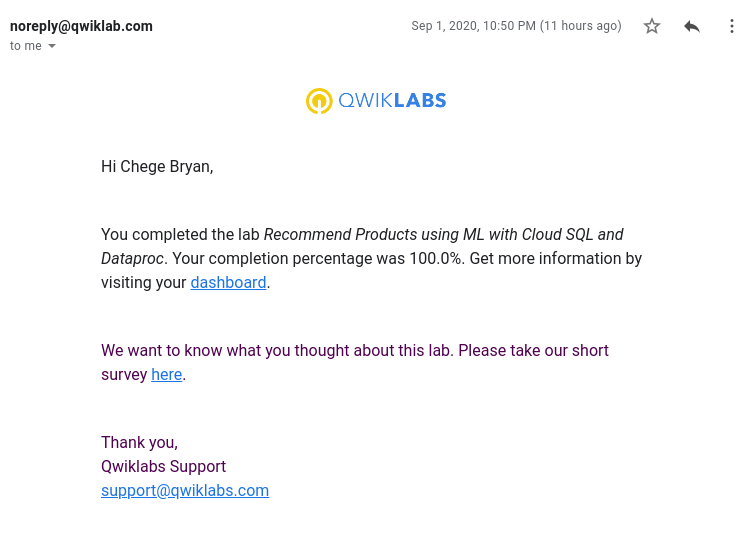 noreply@qwiklab.com
Sep 1, 2020, 10:50 PM (11 hours ago)
to me
QWIKLABS
Hi Chege Bryan,
You completed the lab Recommend Products using ML with Cloud SQL and
Dataproc. Your completion percentage was 100.0%. Get more information by
visiting your dashboard.
We want to know what you thought about this lab. Please take our short
survey here.
Thank you,
Qwiklabs Support
support@qwiklabs.com